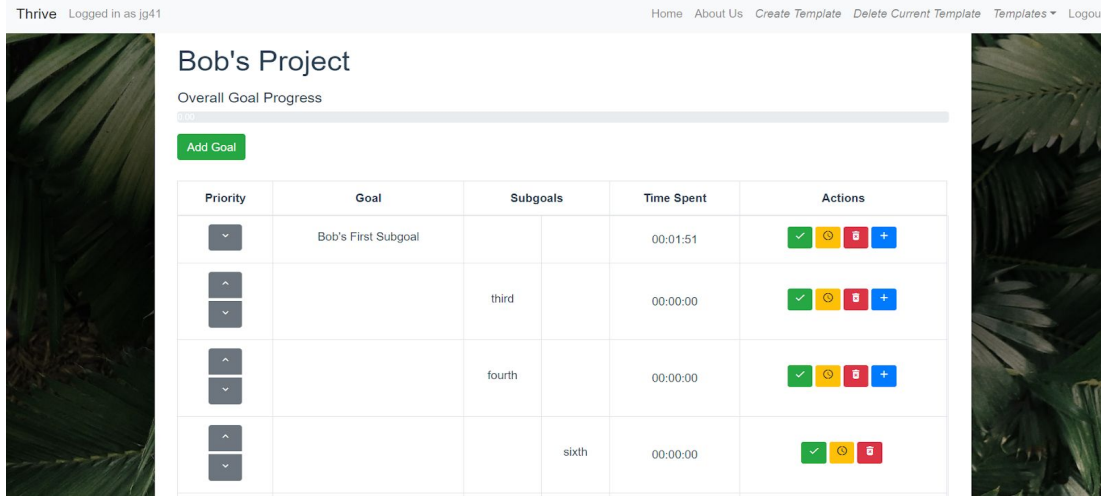 Thrive Logged in as jg41 Home About Us Create Template Delete Current Template Templates Logou
Bob's Project
Overall Goal Progress
0.00
Add Goal
Priority Goal Subgoals Time Spent Actions
Bob's First Subgoal 00:01:51
third 00:00:00
fourth 00:00:00
sixth 00:00:00